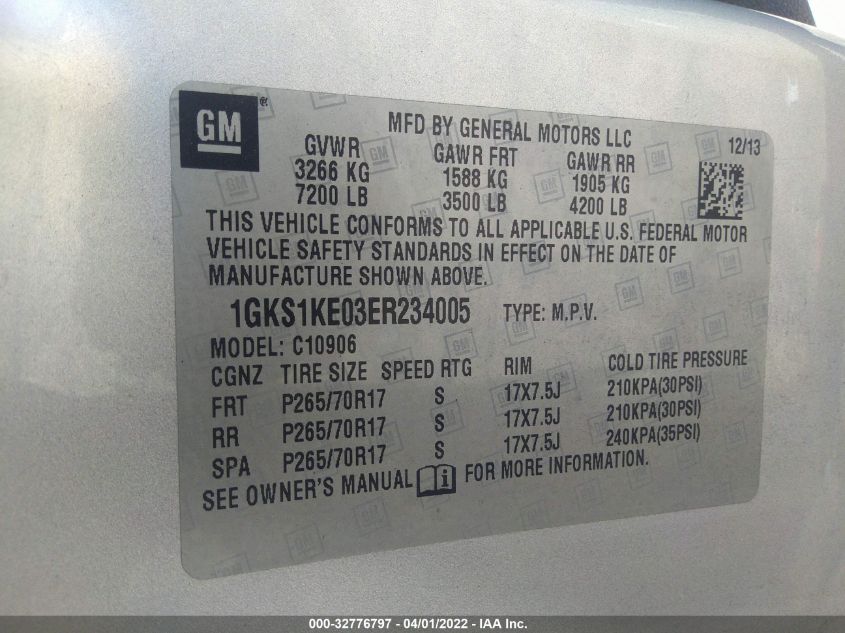 GM ®
MFD BY GENERAL MOTORS LLC
GVWR GAWR FRT GAWR RR 12/13
3266 KG 1588 KG 1905 KG
7200 LB 3500 LB 4200 LB
THIS VEHICLE CONFORMS TO ALL APPLICABLE U.S. FEDERAL MOTOR
VEHICLE SAFETY STANDARDS IN EFFECT ON THE DATE OF
MANUFACTURE SHOWN ABOVE.
1GKS1KE03ER234005 TYPE: M.P.V.
MODEL: C10906
CGNZ TIRE SIZE SPEED RTG RIM COLD TIRE PRESSURE
FRT P265/70R17 S 17X7.5J 210KPA(30PSI)
RR P265/70R17 S 17X7.5J 210KPA(30PSI)
SPA P265/70R17 S 17X7.5J 240KPA(35PSI)
SEE OWNER'S MANUAL i FOR MORE INFORMATION.
000-32776797 - 04/01/2022 - IAA Inc.